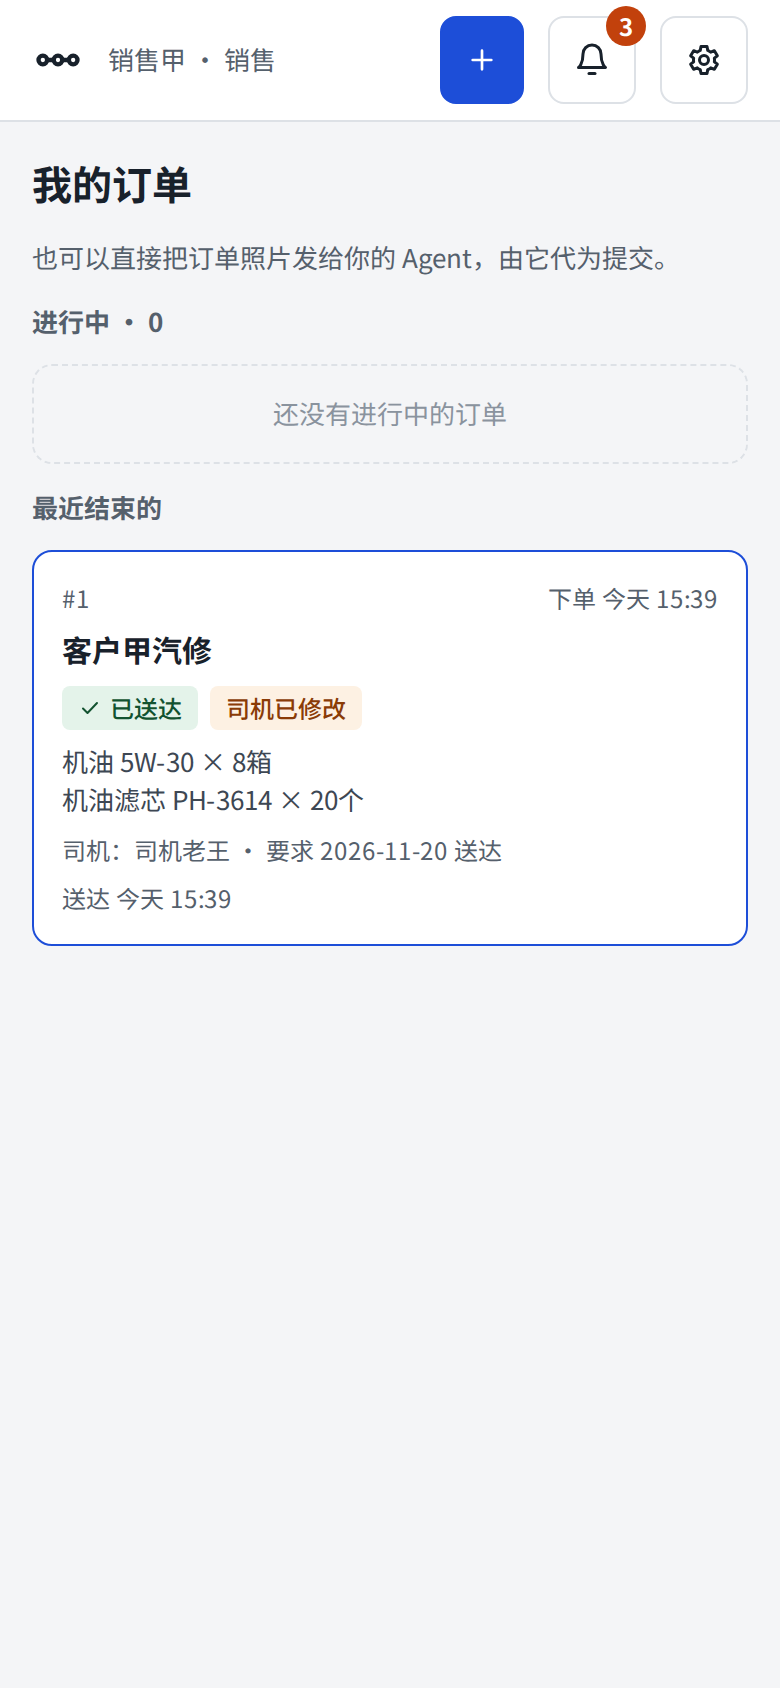 销售甲 · 销售
3
我的订单
也可以直接把订单照片发给你的 Agent，由它代为提交。
进行中 · 0
还没有进行中的订单
最近结束的
#1
下单 今天 15:39
客户甲汽修
已送达
司机已修改
机油 5W-30 × 8箱
机油滤芯 PH-3614 × 20个
司机：司机老王 · 要求 2026-11-20 送达
送达 今天 15:39